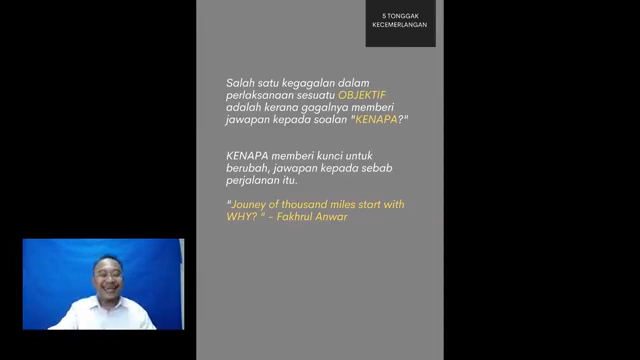 5 TONGGAK
KECEMERLANGAN
Salah satu kegagalan dalam
perlaksanaan sesuatu OBJEKTIF
adalah kerana gagalnya memberi
jawapan kepada soalan "KENAPA?"
KENAPA memberi kunci untuk
berubah, jawapan kepada sebab
perjalanan itu.
"Jouney of thousand miles start with
WHY? " - Fakhrul Anwar